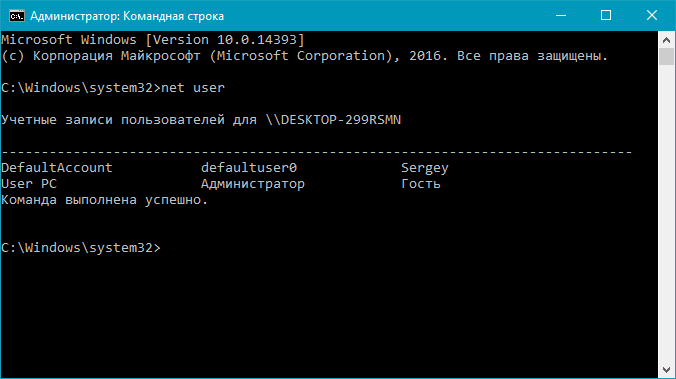 Администратор: Командная строка
Microsoft Windows [Version 10.0.14393]
(c) Корпорация Майкрософт (Microsoft Corporation), 2016. Все права защищены.
C:\Windows\system32>net user
Учетные записи пользователей для \\DESKTOP-299RSMN
-------------------------------------------------------------------------------
DefaultAccount defaultuser0 Sergey
User PC Администратор Гость
Команда выполнена успешно.
C:\Windows\system32>